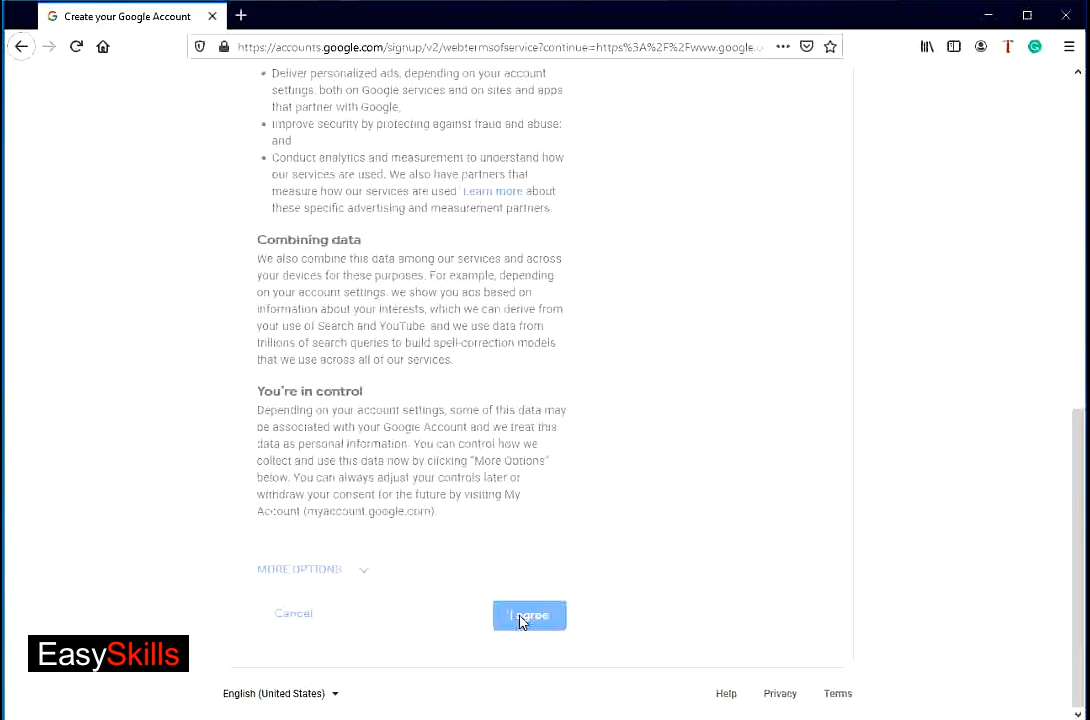 Create your Google Account
https://accounts.google.com/signup/v2/webtermsofservice?continue=https%3A%2F%2Fwww.google.c
Deliver personalized ads, depending on your account
settings, both on Google services and on sites and apps
that partner with Google;
Improve security by protecting against fraud and abuse;
and
Conduct analytics and measurement to understand how
our services are used. We also have partners that
measure how our services are used. Learn more about
these specific advertising and measurement partners.
Combining data
We also combine this data among our services and across
your devices for these purposes. For example, depending
on your account settings, we show you ads based on
information about your interests, which we can derive from
your use of Search and YouTube, and we use data from
trillions of search queries to build spell-correction models
that we use across all of our services.
You're in control
Depending on your account settings, some of this data may
be associated with your Google Account and we treat this
data as personal information. You can control how we
collect and use this data now by clicking "More Options"
below. You can always adjust your controls later or
withdraw your consent for the future by visiting My
Account (myaccount.google.com).
MORE OPTIONS
Cancel
I agree
EasySkills
English (United States)
Help
Privacy
Terms